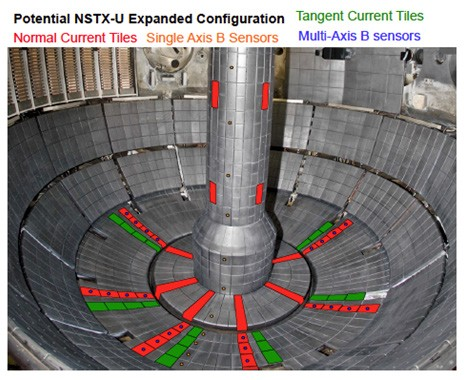 Potential NSTX-U Expanded Configuration
Tangent Current Tiles
Normal Current Tiles Single Axis B Sensors Multi-Axis B sensors